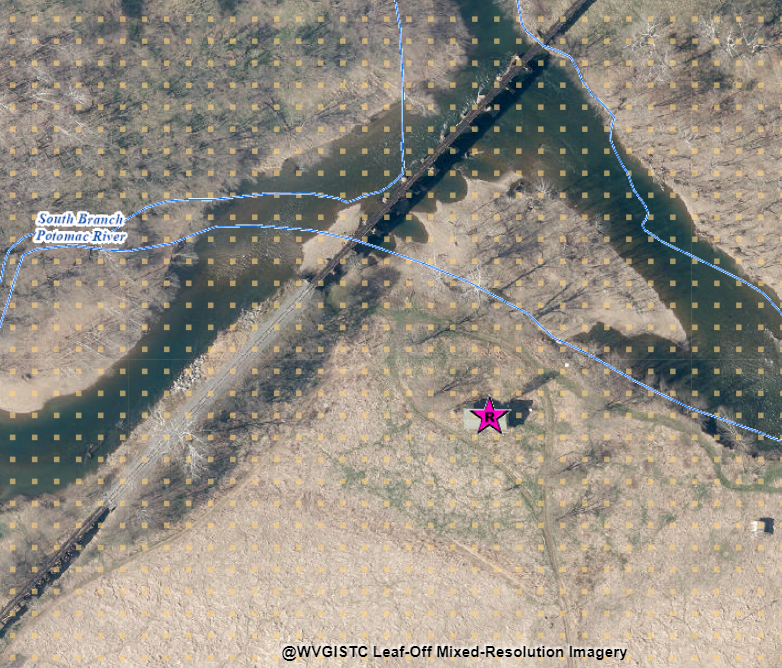 South Branch
Potomac River
R
@WVGISTC Leaf-Off Mixed-Resolution Imagery